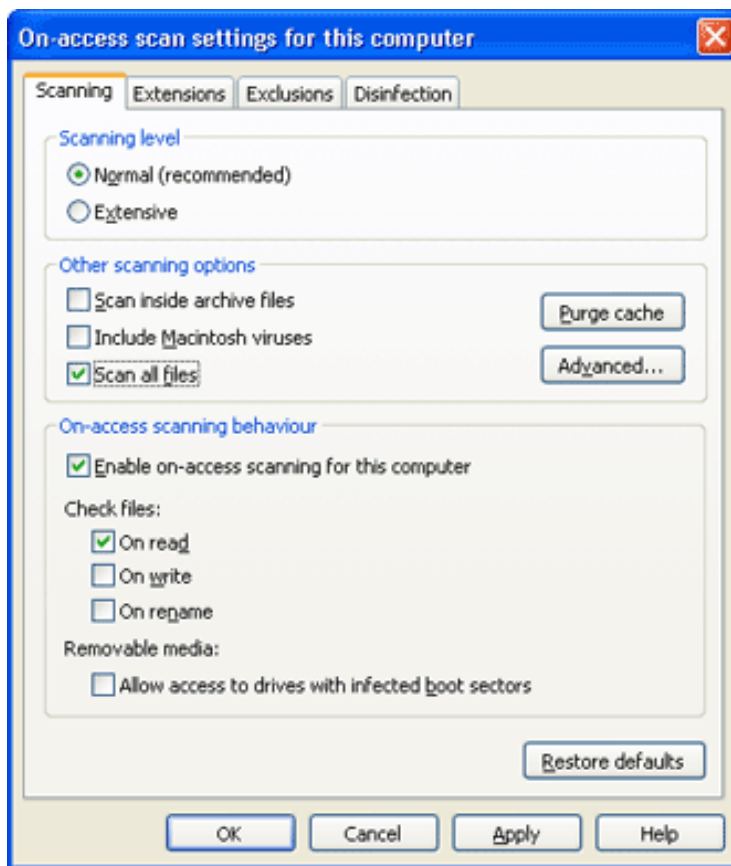 On-access scan settings for this computer
Scanning Extensions Exclusions Disinfection
Scanning level
Normal (recommended)
Extensive
Other scanning options
Scan inside archive files
Purge cache
Include Macintosh viruses
Scan all files
Advanced...
On-access scanning behaviour
Enable on-access scanning for this computer
Check files:
On read
On write
On rename
Removable media:
Allow access to drives with infected boot sectors
Restore defaults
OK Cancel Apply Help